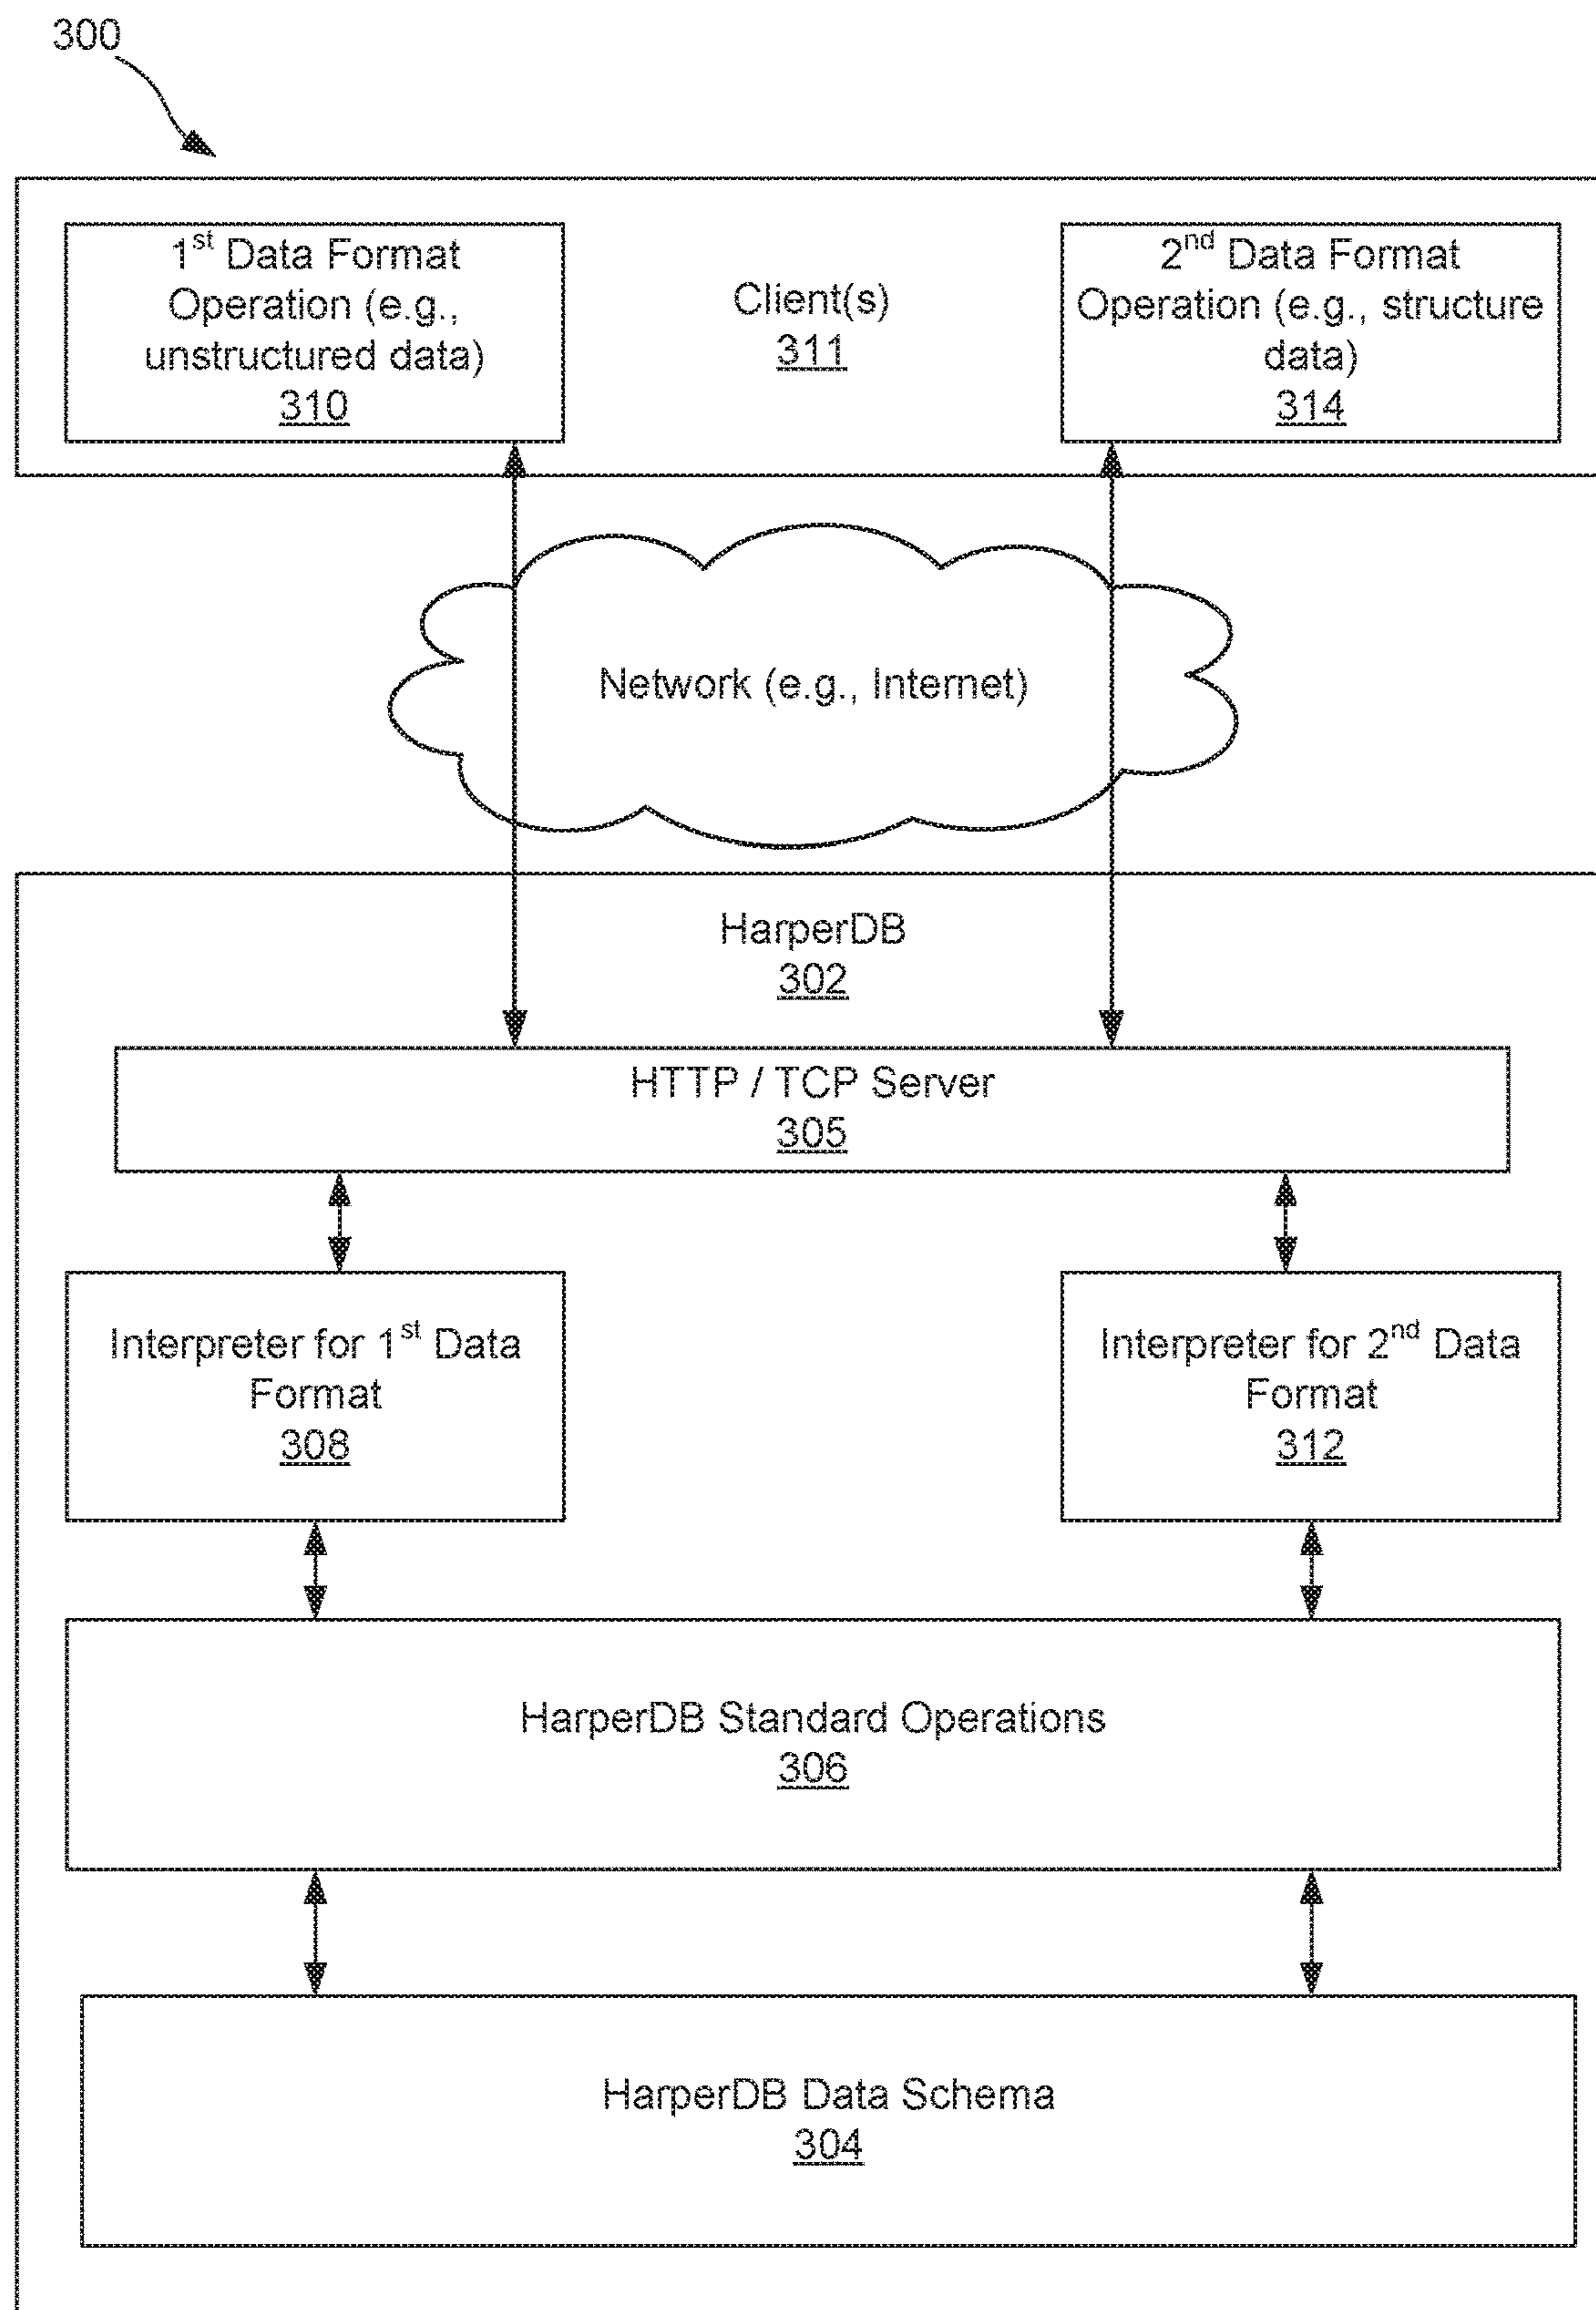 300
1st Data Format
Operation (e.g.,
unstructured data)
310
Client(s)
311
2nd Data Format
Operation (e.g., structure
data)
314
Network (e.g., Internet)
HarperDB
302
HTTP / TCP Server
305
Interpreter for 1st Data
Format
308
Interpreter for 2nd Data
Format
312
HarperDB Standard Operations
306
HarperDB Data Schema
304